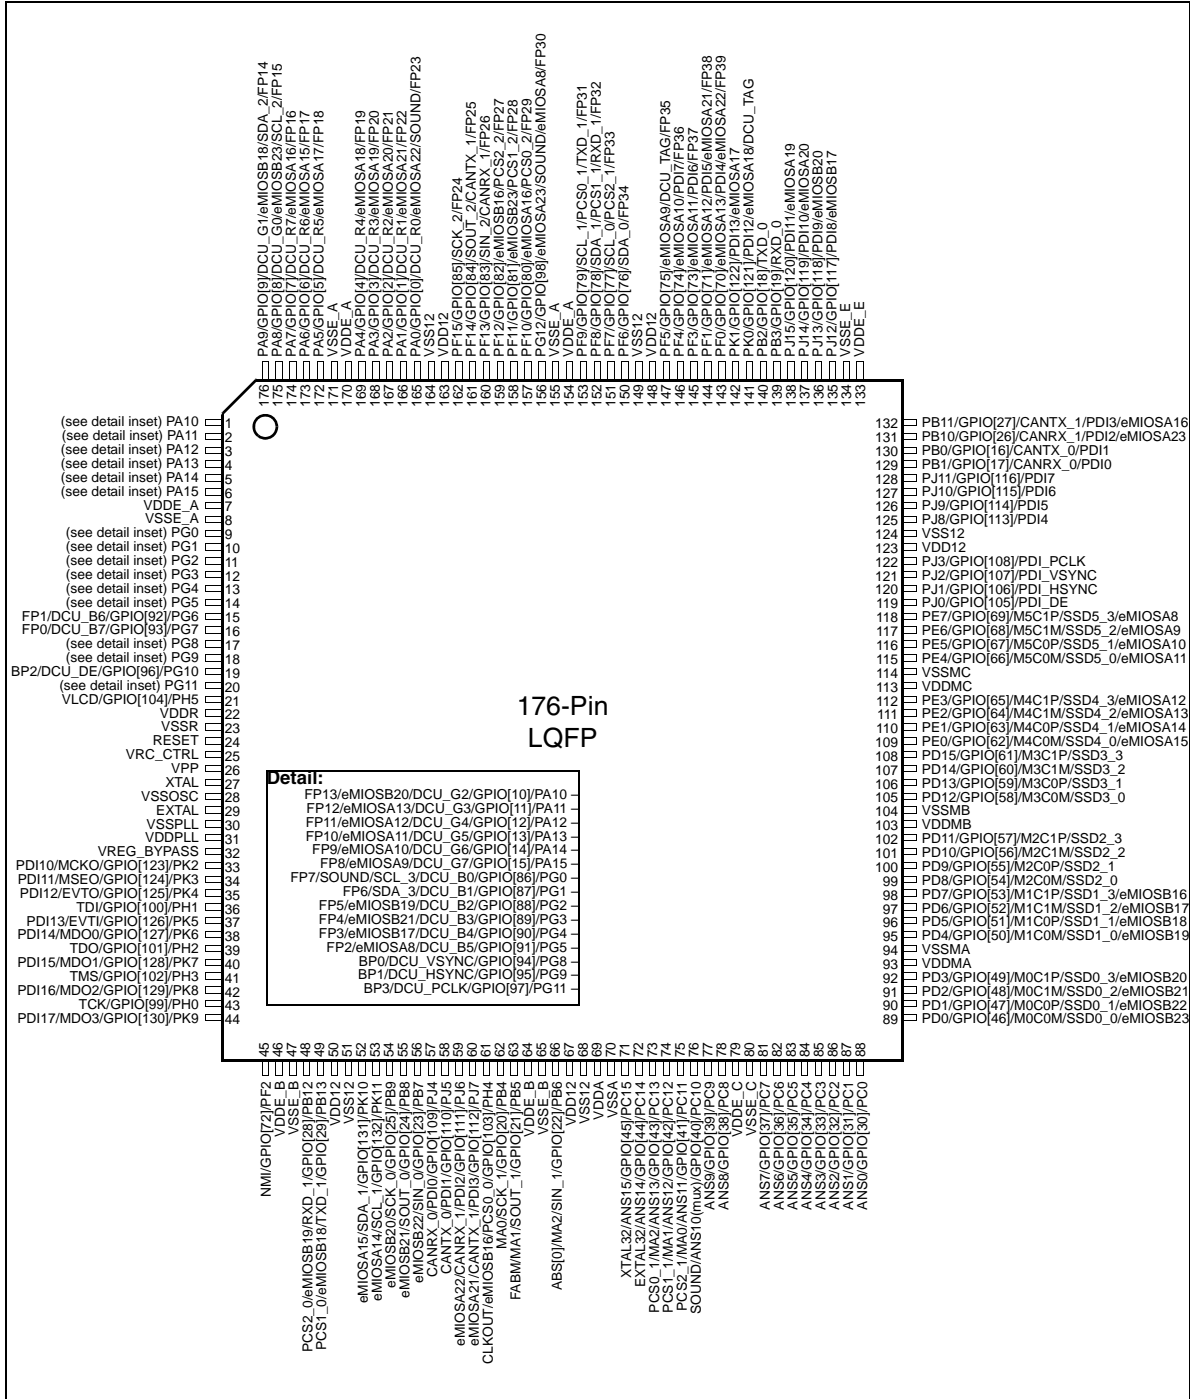 PA9/GPIO[9]/DCU_G1/eMIOSB18/SDA_2/FP14
PA8/GPIO[8]/DCU_G0/eMIOSB23/SCL_2/FP15
PA7/GPIO[7]/DCU_R7/eMIOSA16/FP16
PA6/GPIO[6]/DCU_R6/eMIOSA15/FP17
PA5/GPIO[5]/DCU_R5/eMIOSA17/FP18
VSSE_A
VDDE_A
PA4/GPIO[4]/DCU_R4/eMIOSA18/FP19
PA3/GPIO[3]/DCU_R3/eMIOSA19/FP20
PA2/GPIO[2]/DCU_R2/eMIOSA20/FP21
PA1/GPIO[1]/DCU_R1/eMIOSA21/FP22
PA0/GPIO[0]/DCU_R0/eMIOSA22/SOUND/FP23
VSS12
VDD12
PF15/GPIO[85]/SCK_2/FP24
PF14/GPIO[84]/SOUT_2/CANTX_1/FP25
PF13/GPIO[83]/SIN_2/CANRX_1/FP26
PF12/GPIO[82]/eMIOSB16/PCS2_2/FP27
PF11/GPIO[81]/eMIOSB23/PCS1_2/FP28
PF10/GPIO[80]/eMIOSA16/PCS0_2/FP29
PG12/GPIO[98]/eMIOSA23/SOUND/eMIOSA8/FP30
VSSE_A
VDDE_A
PF9/GPIO[79]/SCL_1/PCS0_1/TXD_1/FP31
PF8/GPIO[78]/SDA_1/PCS1_1/RXD_1/FP32
PF7/GPIO[77]/SCL_0/PCS2_1/FP33
PF6/GPIO[76]/SDA_0/FP34
VSS12
VDD12
PF5/GPIO[75]/eMIOSA9/DCU_TAG/FP35
PF4/GPIO[74]/eMIOSA10/PDI7/FP36
PF3/GPIO[73]/eMIOSA11/PDI6/FP37
PF1/GPIO[71]/eMIOSA12/PDI5/eMIOSA21/FP38
PF0/GPIO[70]/eMIOSA13/PDI4/eMIOSA22/FP39
PK1/GPIO[122]/PDI13/eMIOSA17
PK0/GPIO[121]/PDI12/eMIOSA18/DCU_TAG
PB2/GPIO[18]/TXD_0
PB3/GPIO[19]/RXD_0
PJ15/GPIO[120]/PDI11/eMIOSA19
PJ14/GPIO[119]/PDI10/eMIOSA20
PJ13/GPIO[118]/PDI9/eMIOSB20
PJ12/GPIO[117]/PDI8/eMIOSB17
VSSE_E
VDDE_E
176 175 174 173 172 171 170 169 168 167 166 165 164 163 162 161 160 159 158 157 156 155 154 153 152 151 150 149 148 147 146 145 144 143 142 141 140 139 138 137 136 135 134 133
(see detail inset) PA10 1
(see detail inset) PA11 2
(see detail inset) PA12 3
(see detail inset) PA13 4
(see detail inset) PA14 5
(see detail inset) PA15 6
VDDE_A 7
VSSE_A 8
(see detail inset) PG0 9
(see detail inset) PG1 10
(see detail inset) PG2 11
(see detail inset) PG3 12
(see detail inset) PG4 13
(see detail inset) PG5 14
FP1/DCU_B6/GPIO[92]/PG6 15
FP0/DCU_B7/GPIO[93]/PG7 16
(see detail inset) PG8 17
(see detail inset) PG9 18
BP2/DCU_DE/GPIO[96]/PG10 19
(see detail inset) PG11 20
VLCD/GPIO[104]/PH5 21
VDDR 22
VSSR 23
RESET 24
VRC_CTRL 25
VPP 26
XTAL 27
VSSOSC 28
EXTAL 29
VSSPLL 30
VDDPLL 31
VREG_BYPASS 32
PDI10/MCKO/GPIO[123]/PK2 33
PDI11/MSEO/GPIO[124]/PK3 34
PDI12/EVTO/GPIO[125]/PK4 35
TDI/GPIO[100]/PH1 36
PDI13/EVTI/GPIO[126]/PK5 37
PDI14/MDO0/GPIO[127]/PK6 38
TDO/GPIO[101]/PH2 39
PDI15/MDO1/GPIO[128]/PK7 40
TMS/GPIO[102]/PH3 41
PDI16/MDO2/GPIO[129]/PK8 42
TCK/GPIO[99]/PH0 43
PDI17/MDO3/GPIO[130]/PK9 44
176-Pin
LQFP
Detail:
FP13/eMIOSB20/DCU_G2/GPIO[10]/PA10
FP12/eMIOSA13/DCU_G3/GPIO[11]/PA11
FP11/eMIOSA12/DCU_G4/GPIO[12]/PA12
FP10/eMIOSA11/DCU_G5/GPIO[13]/PA13
FP9/eMIOSA10/DCU_G6/GPIO[14]/PA14
FP8/eMIOSA9/DCU_G7/GPIO[15]/PA15
FP7/SOUND/SCL_3/DCU_B0/GPIO[86]/PG0
FP6/SDA_3/DCU_B1/GPIO[87]/PG1
FP5/eMIOSB19/DCU_B2/GPIO[88]/PG2
FP4/eMIOSB21/DCU_B3/GPIO[89]/PG3
FP3/eMIOSB17/DCU_B4/GPIO[90]/PG4
FP2/eMIOSA8/DCU_B5/GPIO[91]/PG5
BP0/DCU_VSYNC/GPIO[94]/PG8
BP1/DCU_HSYNC/GPIO[95]/PG9
BP3/DCU_PCLK/GPIO[97]/PG11
132 PB11/GPIO[27]/CANTX_1/PDI3/eMIOSA16
131 PB10/GPIO[26]/CANRX_1/PDI2/eMIOSA23
130 PB0/GPIO[16]/CANTX_0/PDI1
129 PB1/GPIO[17]/CANRX_0/PDI0
128 PJ11/GPIO[116]/PDI7
127 PJ10/GPIO[115]/PDI6
126 PJ9/GPIO[114]/PDI5
125 PJ8/GPIO[113]/PDI4
124 VSS12
123 VDD12
122 PJ3/GPIO[108]/PDI_PCLK
121 PJ2/GPIO[107]/PDI_VSYNC
120 PJ1/GPIO[106]/PDI_HSYNC
119 PJ0/GPIO[105]/PDI_DE
118 PE7/GPIO[69]/M5C1P/SSD5_3/eMIOSA8
117 PE6/GPIO[68]/M5C1M/SSD5_2/eMIOSA9
116 PE5/GPIO[67]/M5C0P/SSD5_1/eMIOSA10
115 PE4/GPIO[66]/M5C0M/SSD5_0/eMIOSA11
114 VSSMC
113 VDDMC
112 PE3/GPIO[65]/M4C1P/SSD4_3/eMIOSA12
111 PE2/GPIO[64]/M4C1M/SSD4_2/eMIOSA13
110 PE1/GPIO[63]/M4C0P/SSD4_1/eMIOSA14
109 PE0/GPIO[62]/M4C0M/SSD4_0/eMIOSA15
108 PD15/GPIO[61]/M3C1P/SSD3_3
107 PD14/GPIO[60]/M3C1M/SSD3_2
106 PD13/GPIO[59]/M3C0P/SSD3_1
105 PD12/GPIO[58]/M3C0M/SSD3_0
104 VSSMB
103 VDDMB
102 PD11/GPIO[57]/M2C1P/SSD2_3
101 PD10/GPIO[56]/M2C1M/SSD2_2
100 PD9/GPIO[55]/M2C0P/SSD2_1
99 PD8/GPIO[54]/M2C0M/SSD2_0
98 PD7/GPIO[53]/M1C1P/SSD1_3/eMIOSB16
97 PD6/GPIO[52]/M1C1M/SSD1_2/eMIOSB17
96 PD5/GPIO[51]/M1C0P/SSD1_1/eMIOSB18
95 PD4/GPIO[50]/M1C0M/SSD1_0/eMIOSB19
94 VSSMA
93 VDDMA
92 PD3/GPIO[49]/M0C1P/SSD0_3/eMIOSB20
91 PD2/GPIO[48]/M0C1M/SSD0_2/eMIOSB21
90 PD1/GPIO[47]/M0C0P/SSD0_1/eMIOSB22
89 PD0/GPIO[46]/M0C0M/SSD0_0/eMIOSB23
45 46 47 48 49 50 51 52 53 54 55 56 57 58 59 60 61 62 63 64 65 66 67 68 69 70 71 72 73 74 75 76 77 78 79 80 81 82 83 84 85 86 87 88
NMI/GPIO[72]/PF2
VDDE_B
VSSE_B
PCS2_0/eMIOSB19/RXD_1/GPIO[28]/PB12
PCS1_0/eMIOSB18/TXD_1/GPIO[29]/PB13
VDD12
VSS12
eMIOSA15/SDA_1/GPIO[131]/PK10
eMIOSA14/SCL_1/GPIO[132]/PK11
eMIOSB20/SCK_0/GPIO[25]/PB9
eMIOSB21/SOUT_0/GPIO[24]/PB8
eMIOSB22/SIN_0/GPIO[23]/PB7
CANRX_0/PDI0/GPIO[109]/PJ4
CANTX_0/PDI1/GPIO[110]/PJ5
eMIOSA22/CANRX_1/PDI2/GPIO[111]/PJ6
eMIOSA21/CANTX_1/PDI3/GPIO[112]/PJ7
CLKOUT/eMIOSB16/PCS0_0/GPIO[103]/PH4
MA0/SCK_1/GPIO[20]/PB4
FABM/MA1/SOUT_1/GPIO[21]/PB5
VDDE_B
VSSE_B
ABS[0]/MA2/SIN_1/GPIO[22]/PB6
VDD12
VSS12
VDDA
VSSA
XTAL32/ANS15/GPIO[45]/PC15
EXTAL32/ANS14/GPIO[44]/PC14
PCS0_1/MA2/ANS13/GPIO[43]/PC13
PCS1_1/MA1/ANS12/GPIO[42]/PC12
PCS2_1/MA0/ANS11/GPIO[41]/PC11
SOUND/ANS10(mux)/GPIO[40]/PC10
ANS9/GPIO[39]/PC9
ANS8/GPIO[38]/PC8
VDDE_C
VSSE_C
ANS7/GPIO[37]/PC7
ANS6/GPIO[36]/PC6
ANS5/GPIO[35]/PC5
ANS4/GPIO[34]/PC4
ANS3/GPIO[33]/PC3
ANS2/GPIO[32]/PC2
ANS1/GPIO[31]/PC1
ANS0/GPIO[30]/PC0